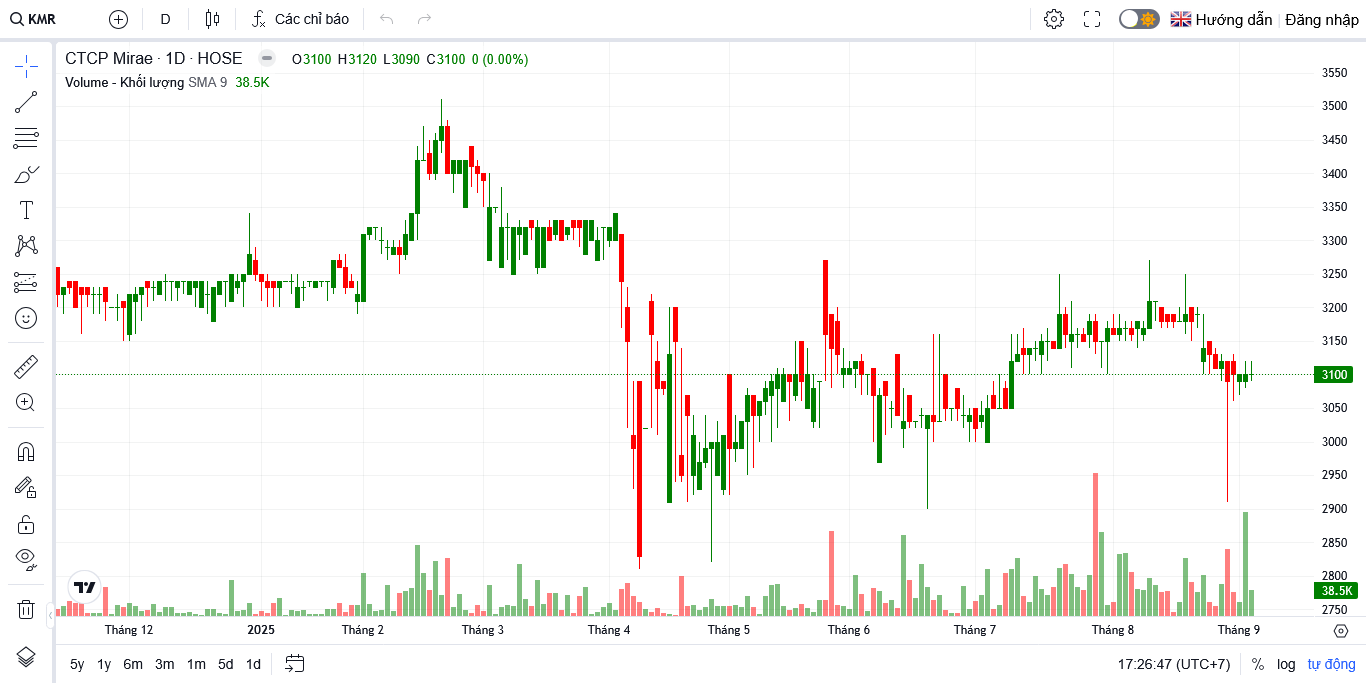 KMR D Các chỉ báo Hướng dẫn Đăng nhập
CTCP Mirae · 1D · HOSE O3100 H3120 L3090 C3100 0 (0.00%)
Volume - Khối lượng SMA 9 38.5K
3550
3500
3450
3400
3350
3300
3250
3200
3150
3100
3050
3000
2950
2900
2850
2800
38.5K
2750
Tháng 12 2025 Tháng 2 Tháng 3 Tháng 4 Tháng 5 Tháng 6 Tháng 7 Tháng 8 Tháng 9
5y 1y 6m 3m 1m 5d 1d 17:26:47 (UTC+7) % log tự động